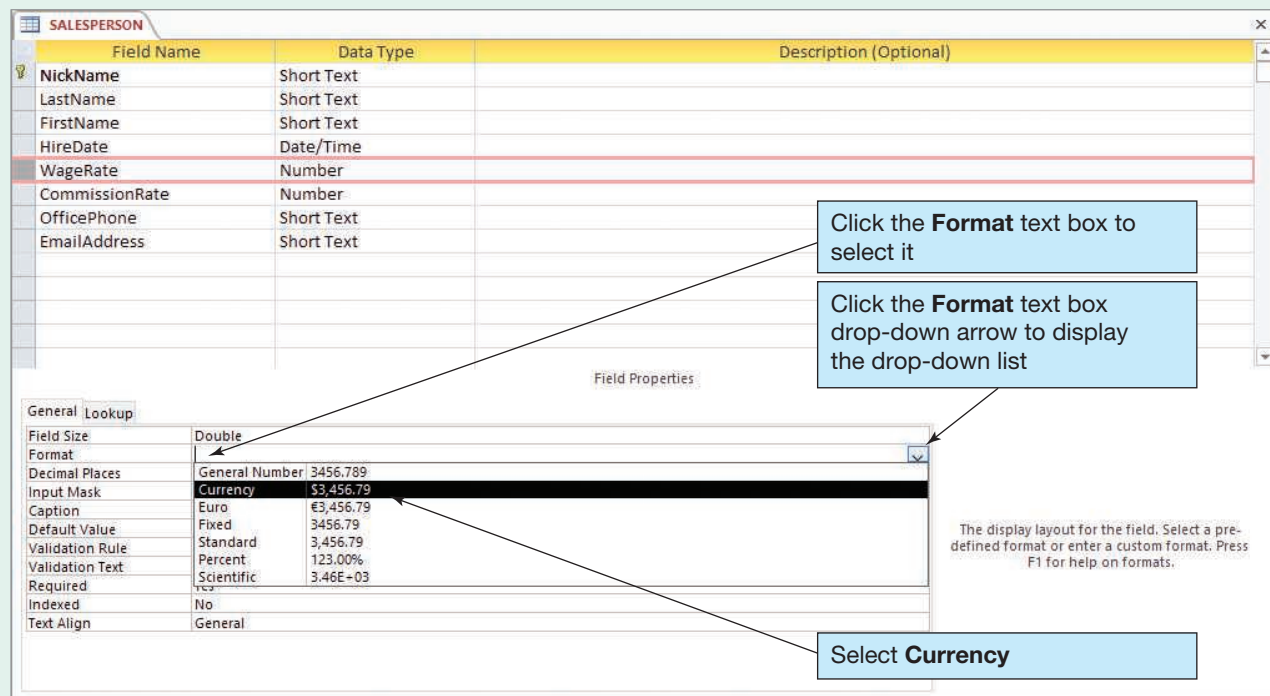 SALESPERSON
Field Name Data Type Description (Optional)
NickName Short Text
LastName Short Text
FirstName Short Text
HireDate Date/Time
WageRate Number
CommissionRate Number
OfficePhone Short Text
EmailAddress Short Text
Click the Format text box to
select it
Click the Format text box
drop-down arrow to display
the drop-down list
Field Properties
General Lookup
Field Size Double
Format
Decimal Places General Number 3456.789
Input Mask Currency $3,456.79
Caption Euro €3,456.79
Default Value Fixed 3456.79
Validation Rule Standard 3,456.79
Validation Text Percent 123.00%
Required Scientific 3.46E+03
Indexed No
Text Align General
The display layout for the field. Select a pre-
defined format or enter a custom format. Press
F1 for help on formats.
Select Currency